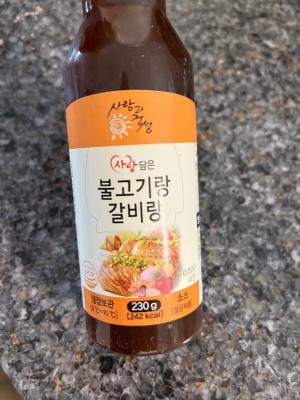 사랑과정성
사랑담은
불고기랑
갈비랑
230g
[242 kcal]
소스